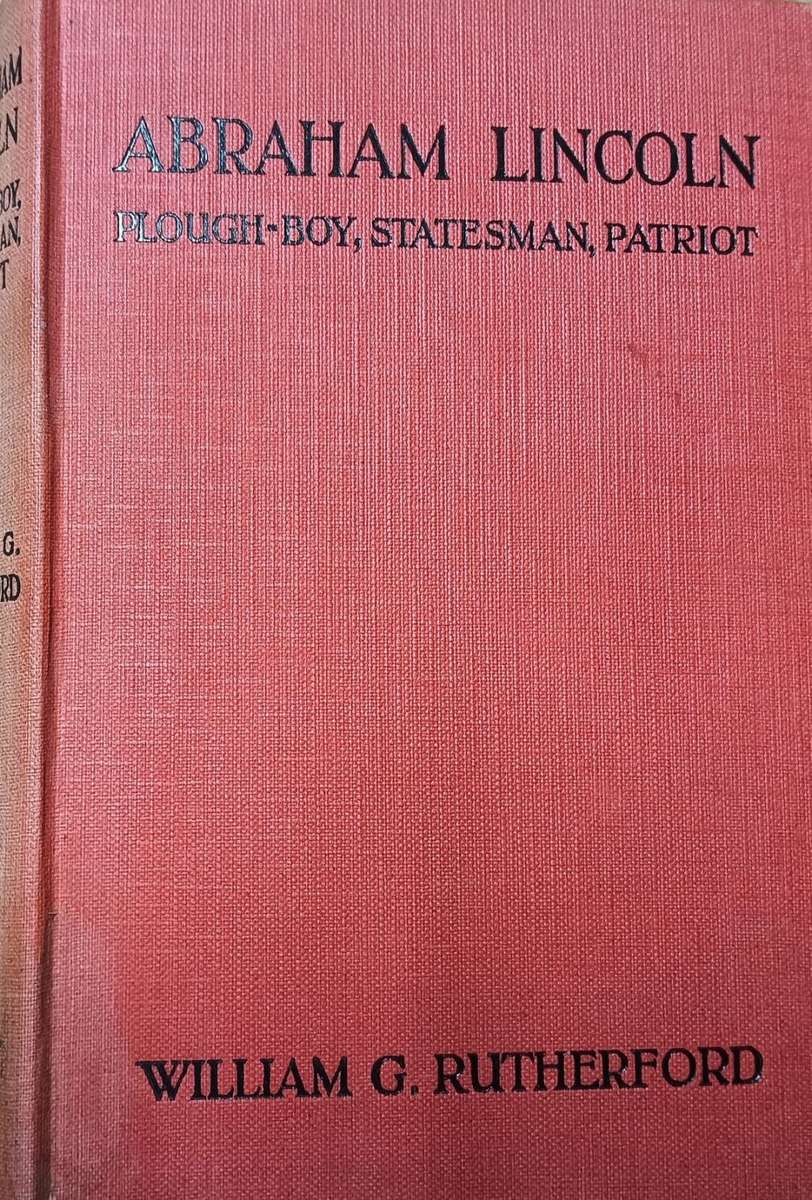 ABRAHAM LINCOLN
PLOUGH-BOY, STATESMAN, PATRIOT
WILLIAM G. RUTHERFORD
G.